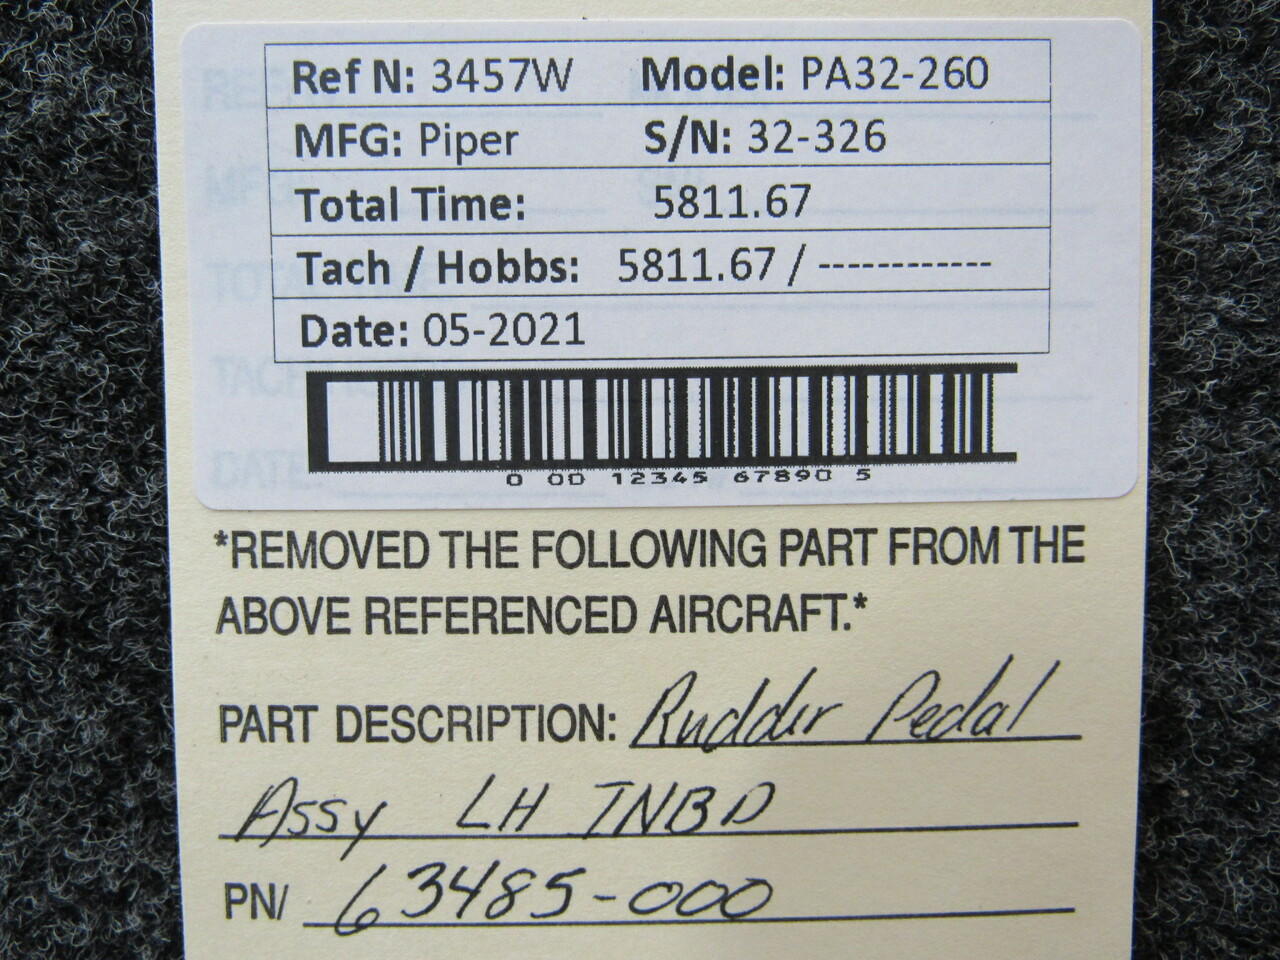 Ref N: 3457W Model: PA32-260
MFG: Piper S/N: 32-326
Total Time: 5811.67
Tach / Hobbs: 5811.67 / ------------
Date: 05-2021
0 00 12345 67890 5
*REMOVED THE FOLLOWING PART FROM THE
ABOVE REFERENCED AIRCRAFT.*
PART DESCRIPTION: Rudder Pedal
Assy LH INBD
PN/ 63485-000